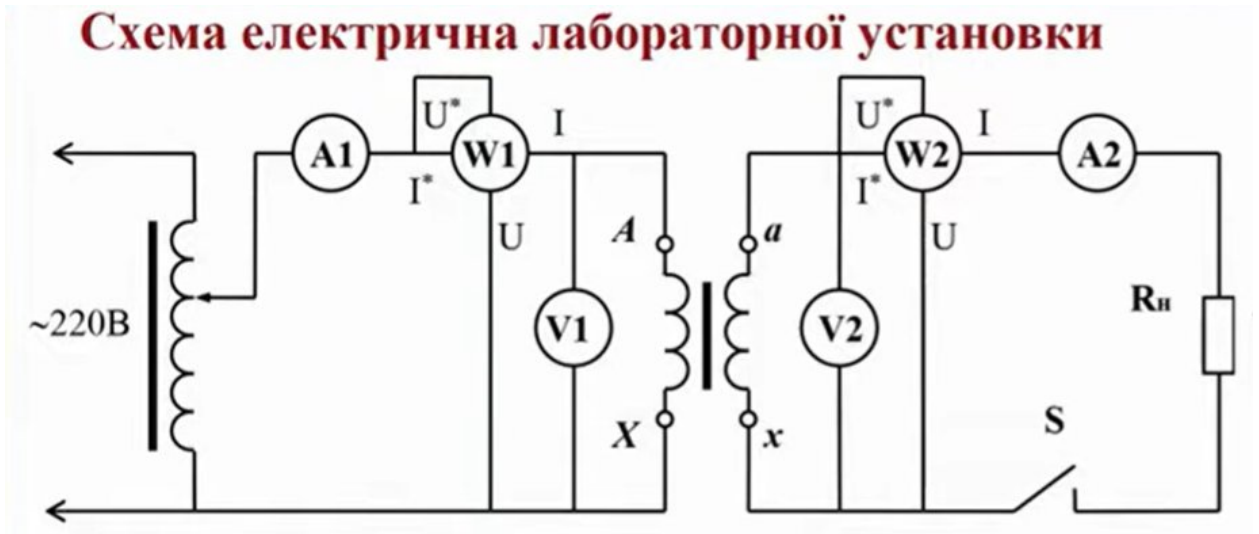 Схема електрична лабораторної установки
U*
I
U*
I
A1
W1
W2
A2
I*
I*
U
A
a
U
~220В
V1
V2
Rн
X
x
S